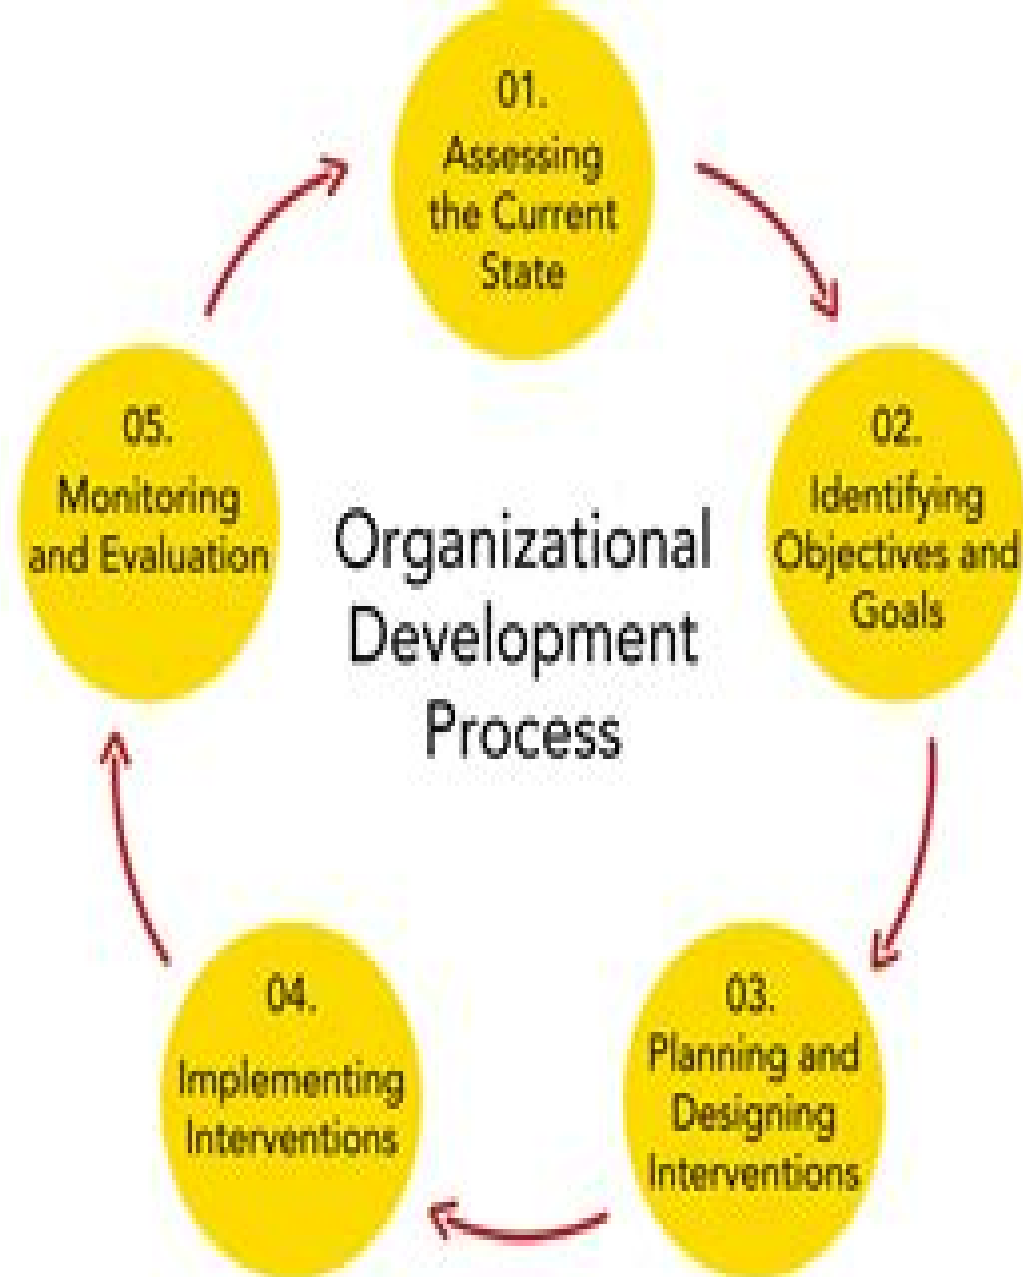 01.
Assessing
the Current
State
02.
Identifying
Objectives and
Goals
03.
Planning and
Designing
Interventions
04.
Implementing
Interventions
05.
Monitoring
and Evaluation
Organizational
Development
Process